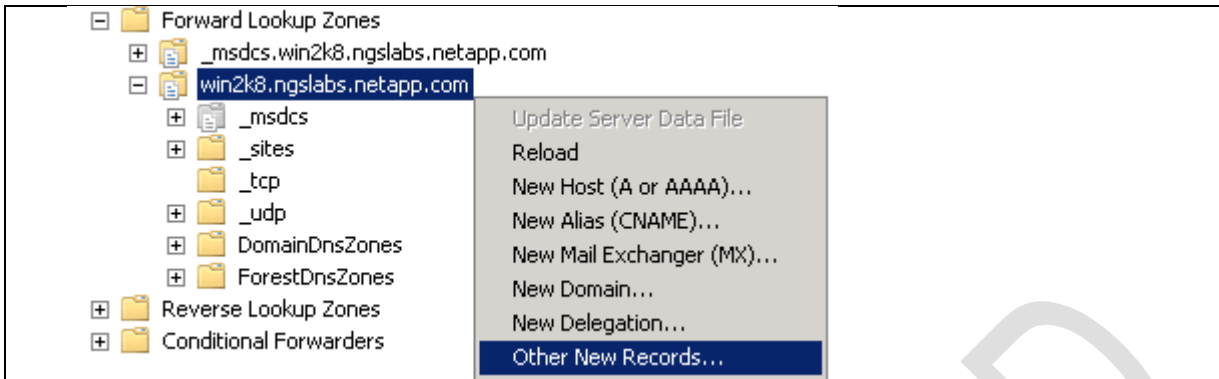 Forward Lookup Zones
_msdcs.win2k8.ngslabs.netapp.com
win2k8.ngslabs.netapp.com
_msdcs
_sites
_tcp
_udp
DomainDnsZones
ForestDnsZones
Reverse Lookup Zones
Conditional Forwarders
Update Server Data File
Reload
New Host (A or AAAA)...
New Alias (CNAME)...
New Mail Exchanger (MX)...
New Domain...
New Delegation...
Other New Records...